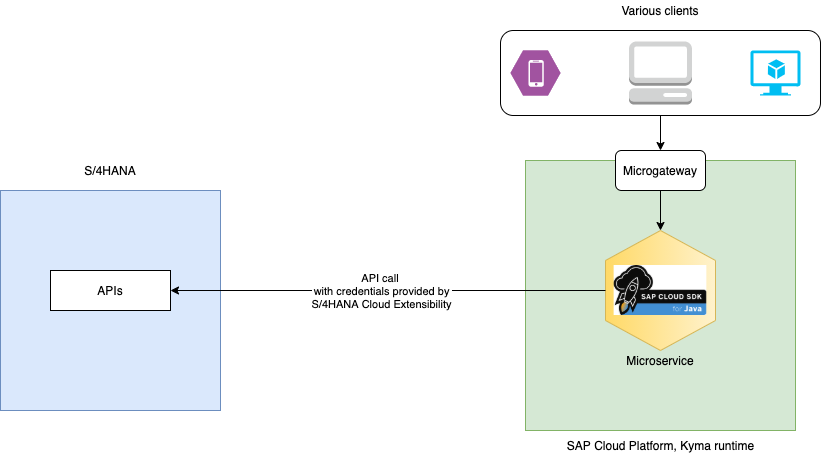 Various clients
S/4HANA
Microgateway
APIs
API call
with credentials provided by
S/4HANA Cloud Extensibility
SAP CLOUD SDK
for Java
Microservice
SAP Cloud Platform, Kyma runtime